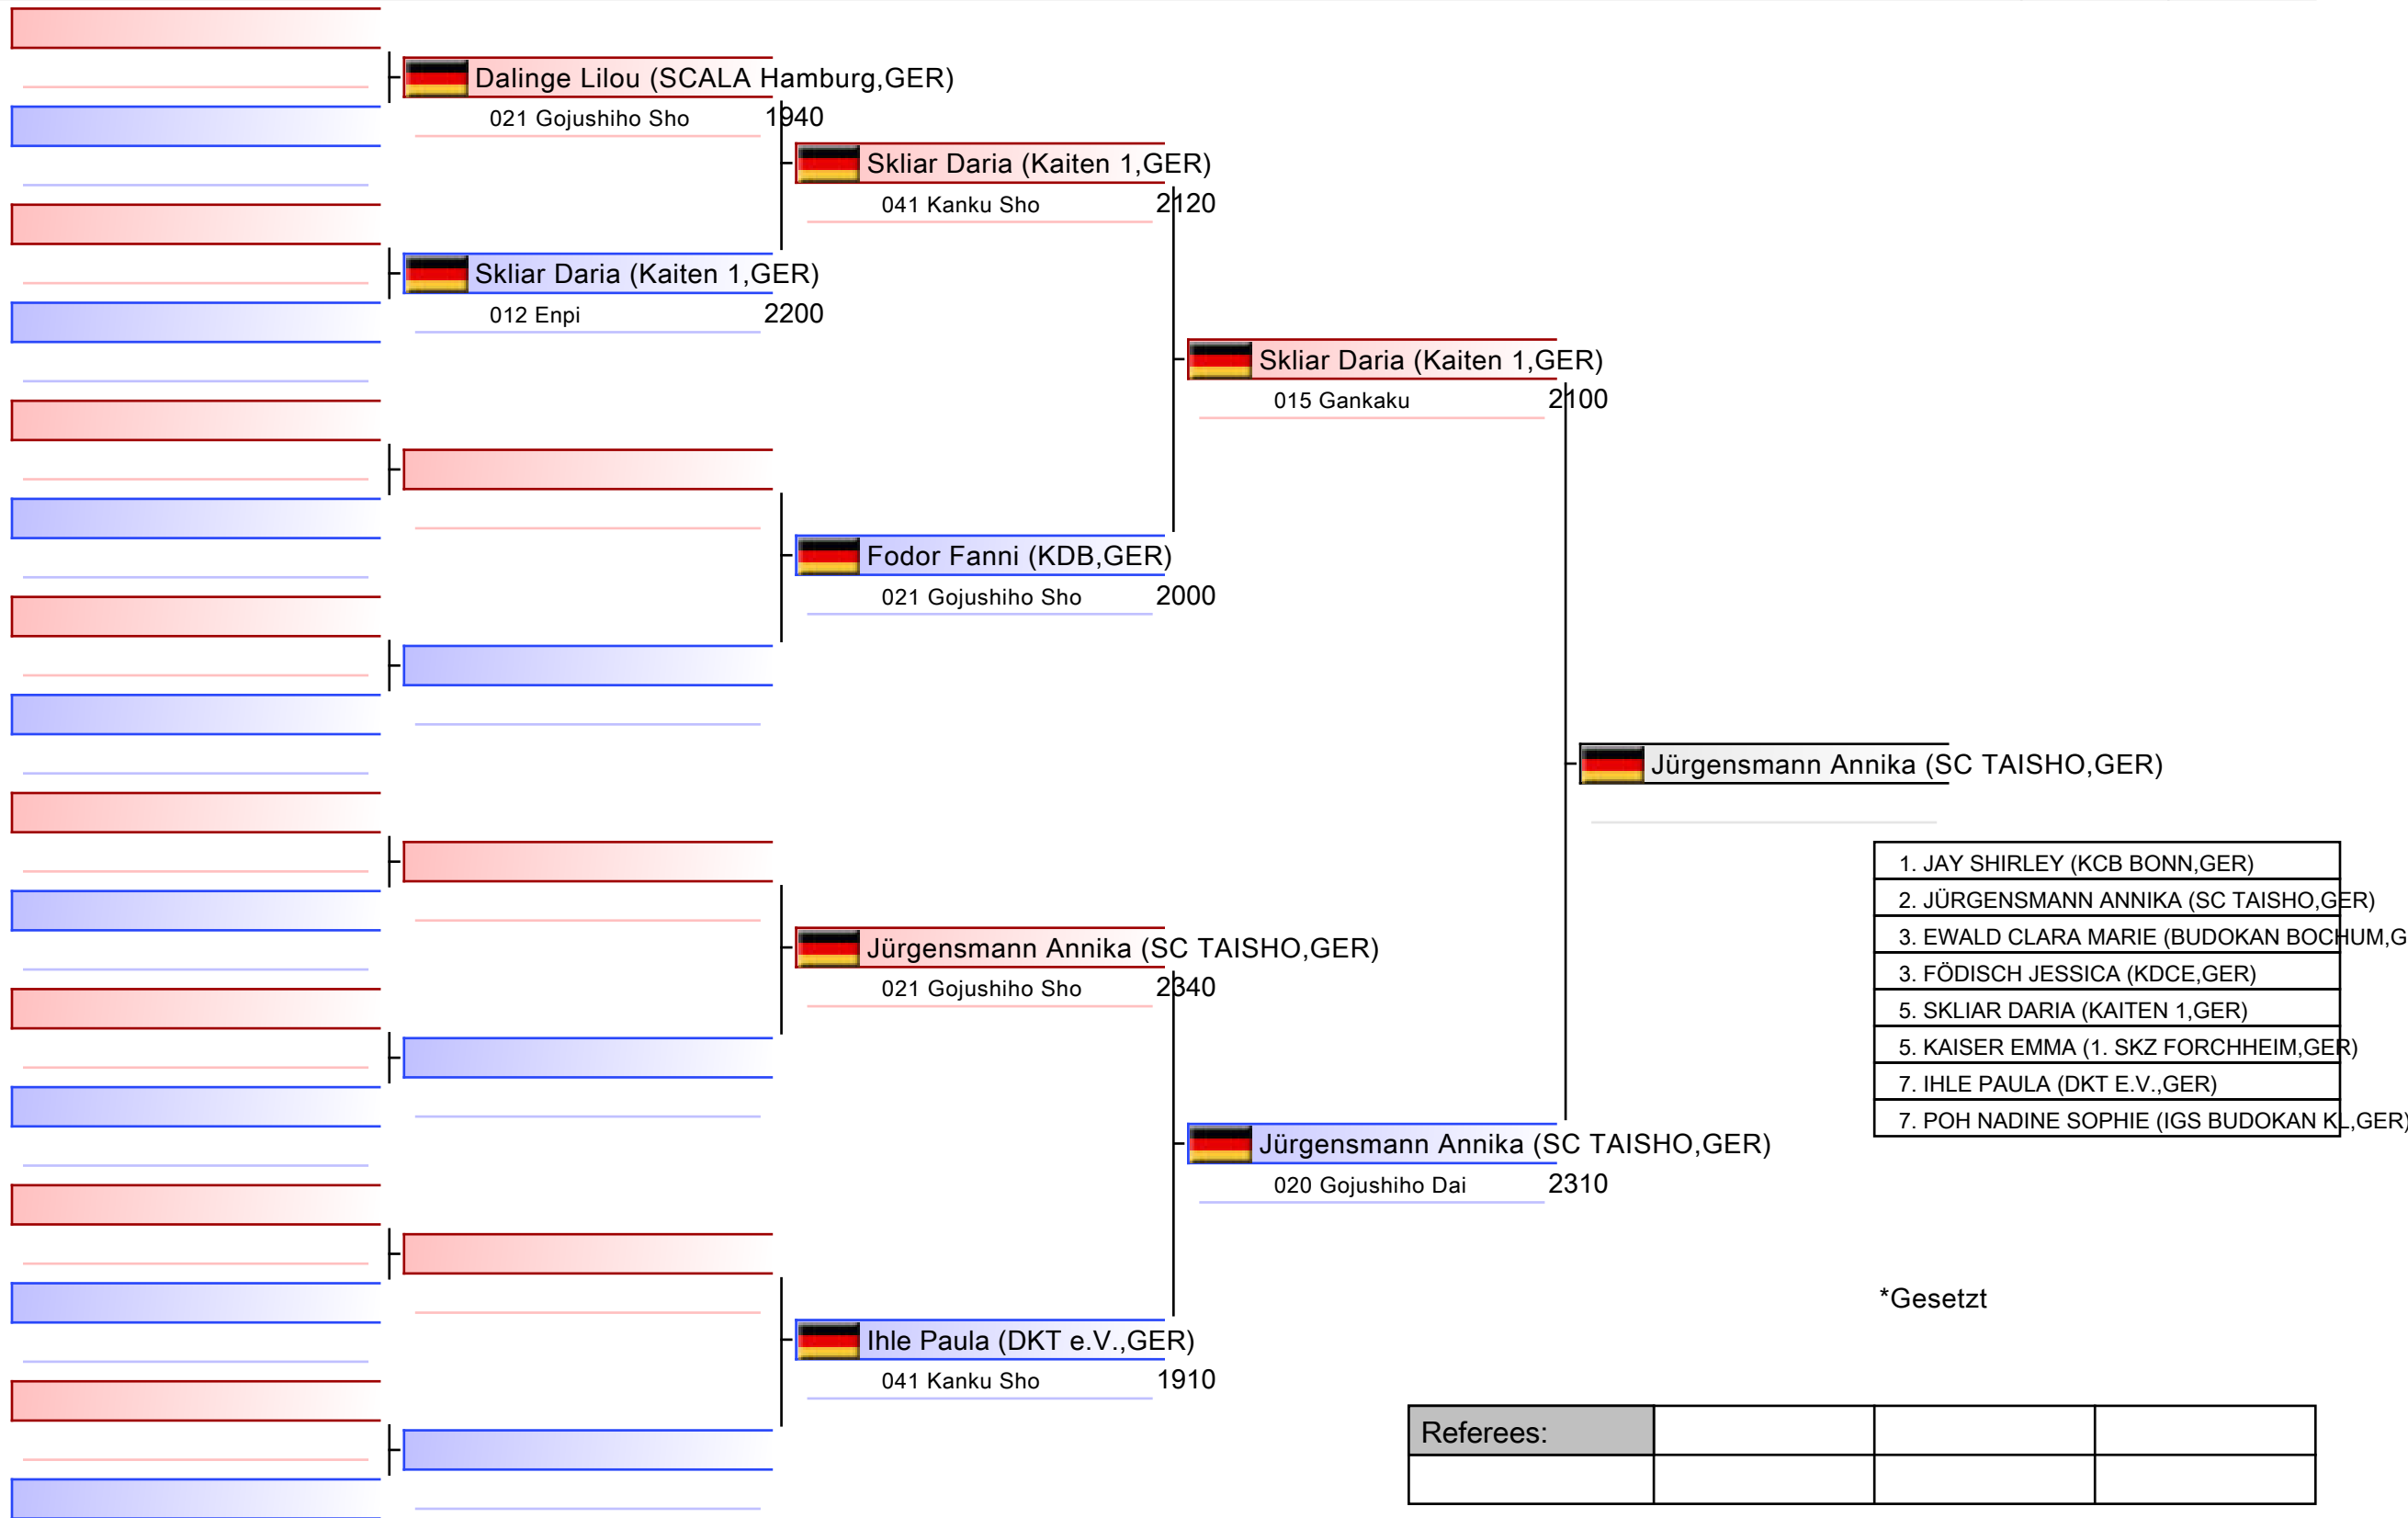 Dalinge Lilou (SCALA Hamburg,GER)
021 Gojushiho Sho 1940
Skliar Daria (Kaiten 1,GER)
041 Kanku Sho 2120
Skliar Daria (Kaiten 1,GER)
012 Enpi 2200
Skliar Daria (Kaiten 1,GER)
015 Gankaku 2100
Fodor Fanni (KDB,GER)
021 Gojushiho Sho 2000
Jürgensmann Annika (SC TAISHO,GER)
1. JAY SHIRLEY (KCB BONN,GER)
2. JÜRGENSMANN ANNIKA (SC TAISHO,GER)
3. EWALD CLARA MARIE (BUDOKAN BOCHUM,G
3. FÖDISCH JESSICA (KDCE,GER)
5. SKLIAR DARIA (KAITEN 1,GER)
5. KAISER EMMA (1. SKZ FORCHHEIM,GER)
7. IHLE PAULA (DKT E.V.,GER)
7. POH NADINE SOPHIE (IGS BUDOKAN KL,GER)
Jürgensmann Annika (SC TAISHO,GER)
021 Gojushiho Sho 2340
Jürgensmann Annika (SC TAISHO,GER)
020 Gojushiho Dai 2310
Ihle Paula (DKT e.V.,GER)
041 Kanku Sho 1910
*Gesetzt
Referees: